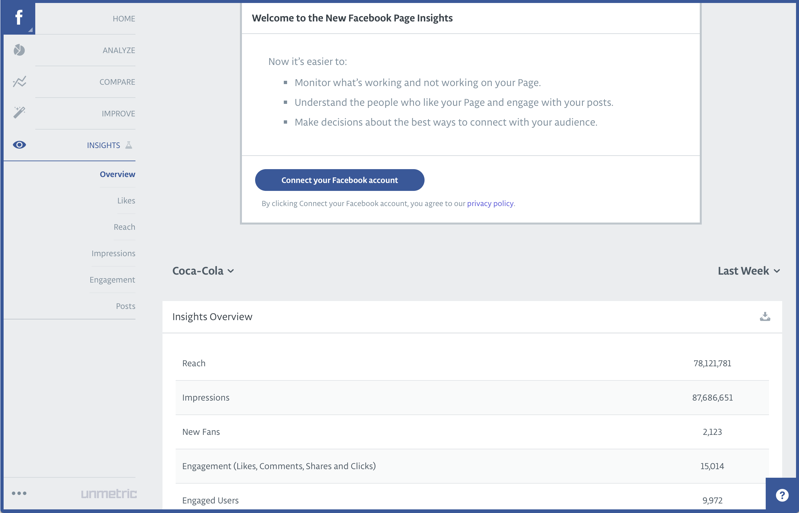 f
HOME
ANALYZE
COMPARE
IMPROVE
INSIGHTS
Overview
Likes
Reach
Impressions
Engagement
Posts
unmetric
Welcome to the New Facebook Page Insights
Now it's easier to:
Monitor what's working and not working on your Page.
Understand the people who like your Page and engage with your posts.
Make decisions about the best ways to connect with your audience.
Connect your Facebook account
By clicking Connect your Facebook account, you agree to our privacy policy.
Coca-Cola
Last Week
Insights Overview
Reach 78,121,781
Impressions 87,686,651
New Fans 2,123
Engagement (Likes, Comments, Shares and Clicks) 15,014
Engaged Users 9,972
?